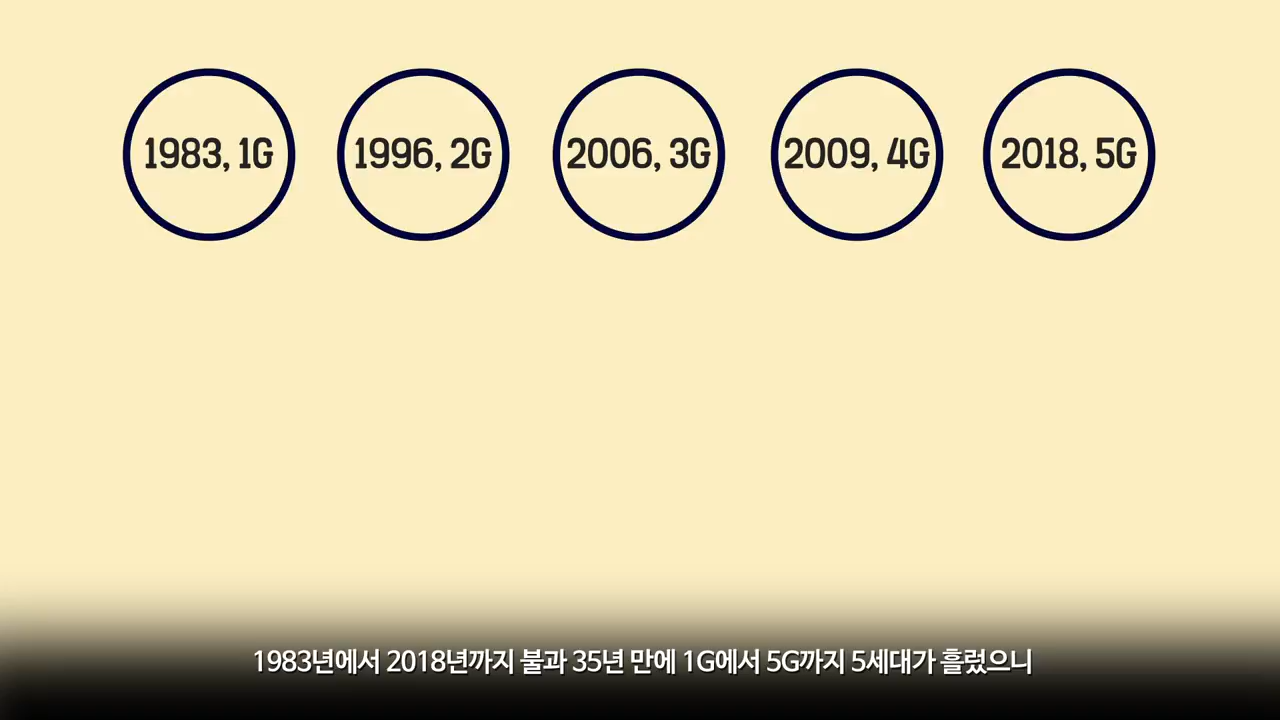 1983, 1G
1996, 2G
2006, 3G
2009, 4G
2018, 5G
1983년에서 2018년까지 불과 35년 만에 1G에서 5G까지 5세대가 흘렀으니